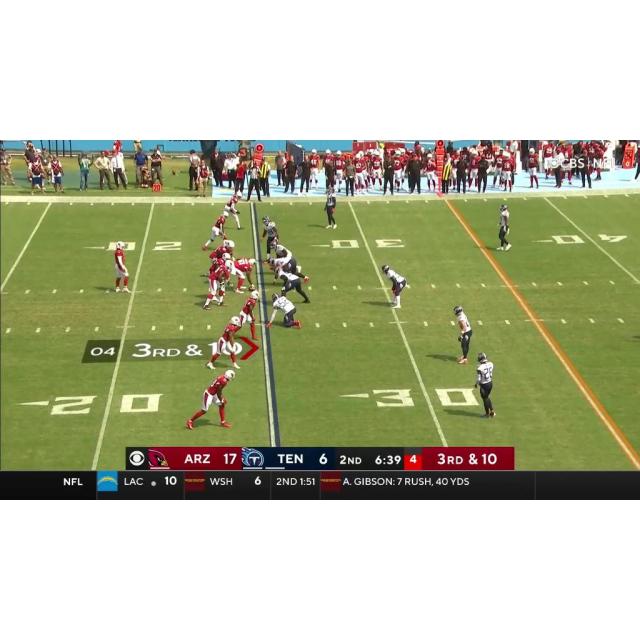 CBS NFL
20
30
40
04 3RD & 10
20
30
ARZ 17 TEN 6 2ND 6:39 4 3RD & 10
NFL LAC 10 WSH 6 2ND 1:51 A. GIBSON: 7 RUSH, 40 YDS